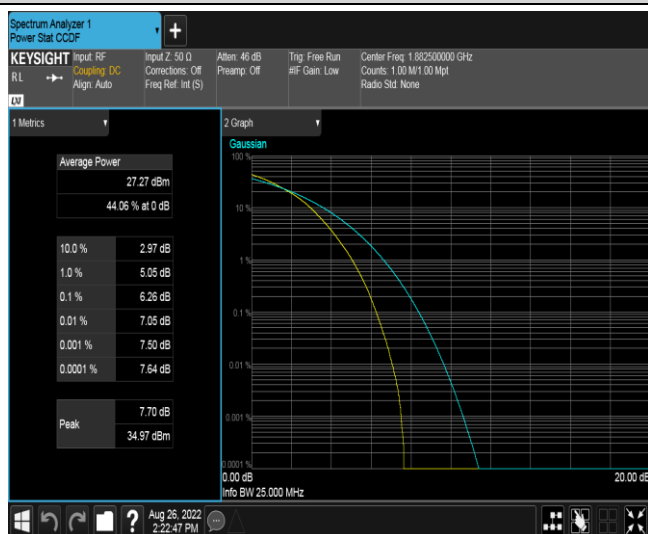 Spectrum Analyzer 1
Power Stat CCDF
KEYSIGHT
RL
LXI
Input: RF
Coupling: DC
Align: Auto
Input Z: 50 Ω
Corrections: Off
Freq Ref: Int (S)
Atten: 46 dB
Preamp: Off
Trig: Free Run
#IF Gain: Low
Center Freq: 1.882500000 GHz
Counts: 1.00 M/1.00 Mpt
Radio Std: None
1 Metrics
Average Power
27.27 dBm
44.06 % at 0 dB
10.0 % 2.97 dB
1.0 % 5.05 dB
0.1 % 6.26 dB
0.01 % 7.05 dB
0.001 % 7.50 dB
0.0001 % 7.64 dB
Peak 7.70 dB
34.97 dBm
2 Graph
Gaussian
100 %
10 %
1 %
0.1 %
0.01 %
0.001 %
0.0001 %
0.00 dB 20.00 dB
Info BW 25.000 MHz
?
Aug 26, 2022
2:22:47 PM